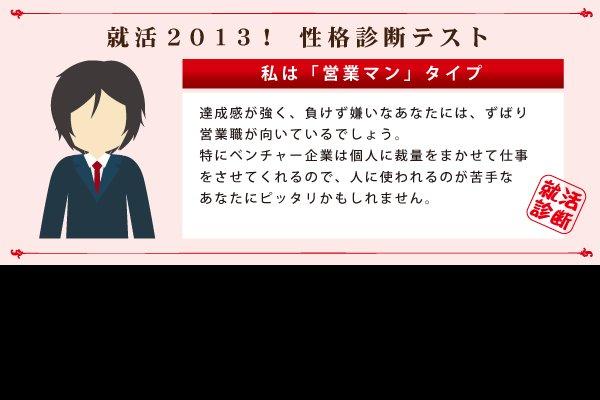 就活２０１３！ 性格診断テスト
私は「営業マン」タイプ
達成感が強く、負けず嫌いなあなたには、ずばり
営業職が向いているでしょう。
特にベンチャー企業は個人に裁量をまかせて仕事
をさせてくれるので、人に使われるのが苦手な
あなたにピッタリかもしれません。
就活
診断